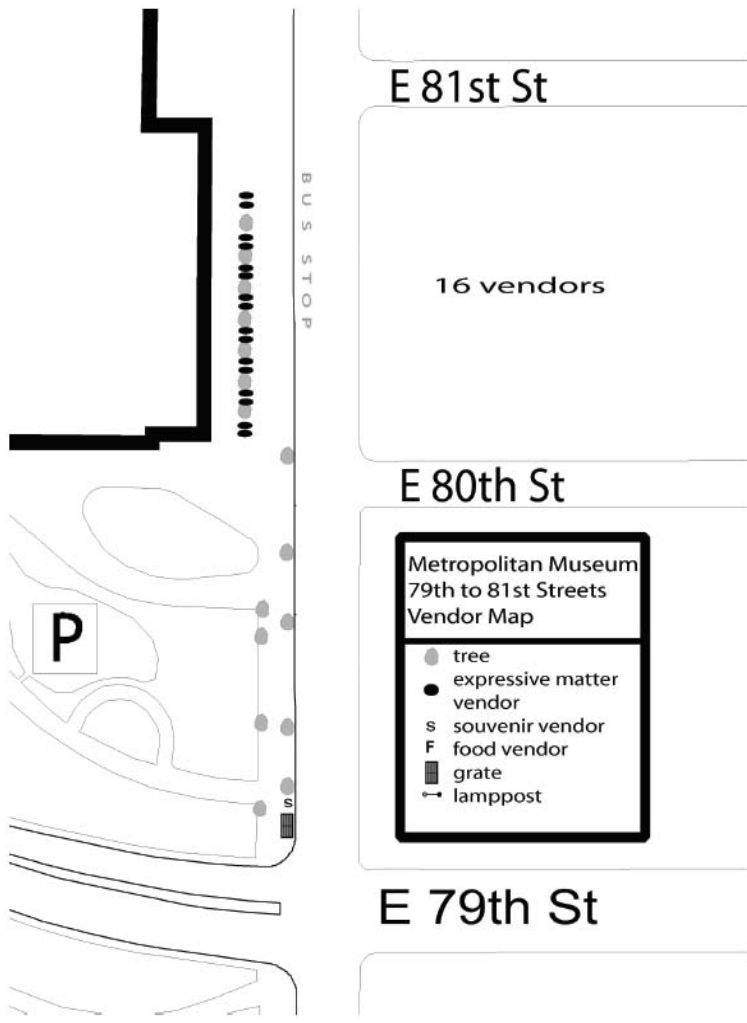 E 81st St
BUS STOP
16 vendors
E 80th St
Metropolitan Museum
79th to 81st Streets
Vendor Map
tree
expressive matter
vendor
s souvenir vendor
F food vendor
grate
lamppost
P
s
E 79th St